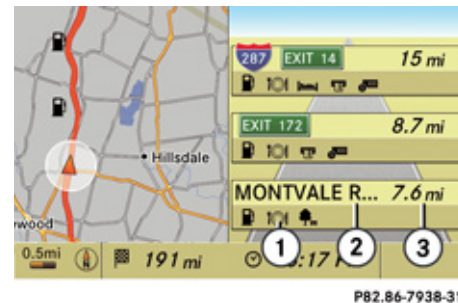 287 EXIT 14 15 mi
EXIT 172 8.7 mi
Hillsdale
MONTVALE R... 7.6 mi
wood
1 2 3
0.5mi N 191 mi :17
P82.86-7938-31